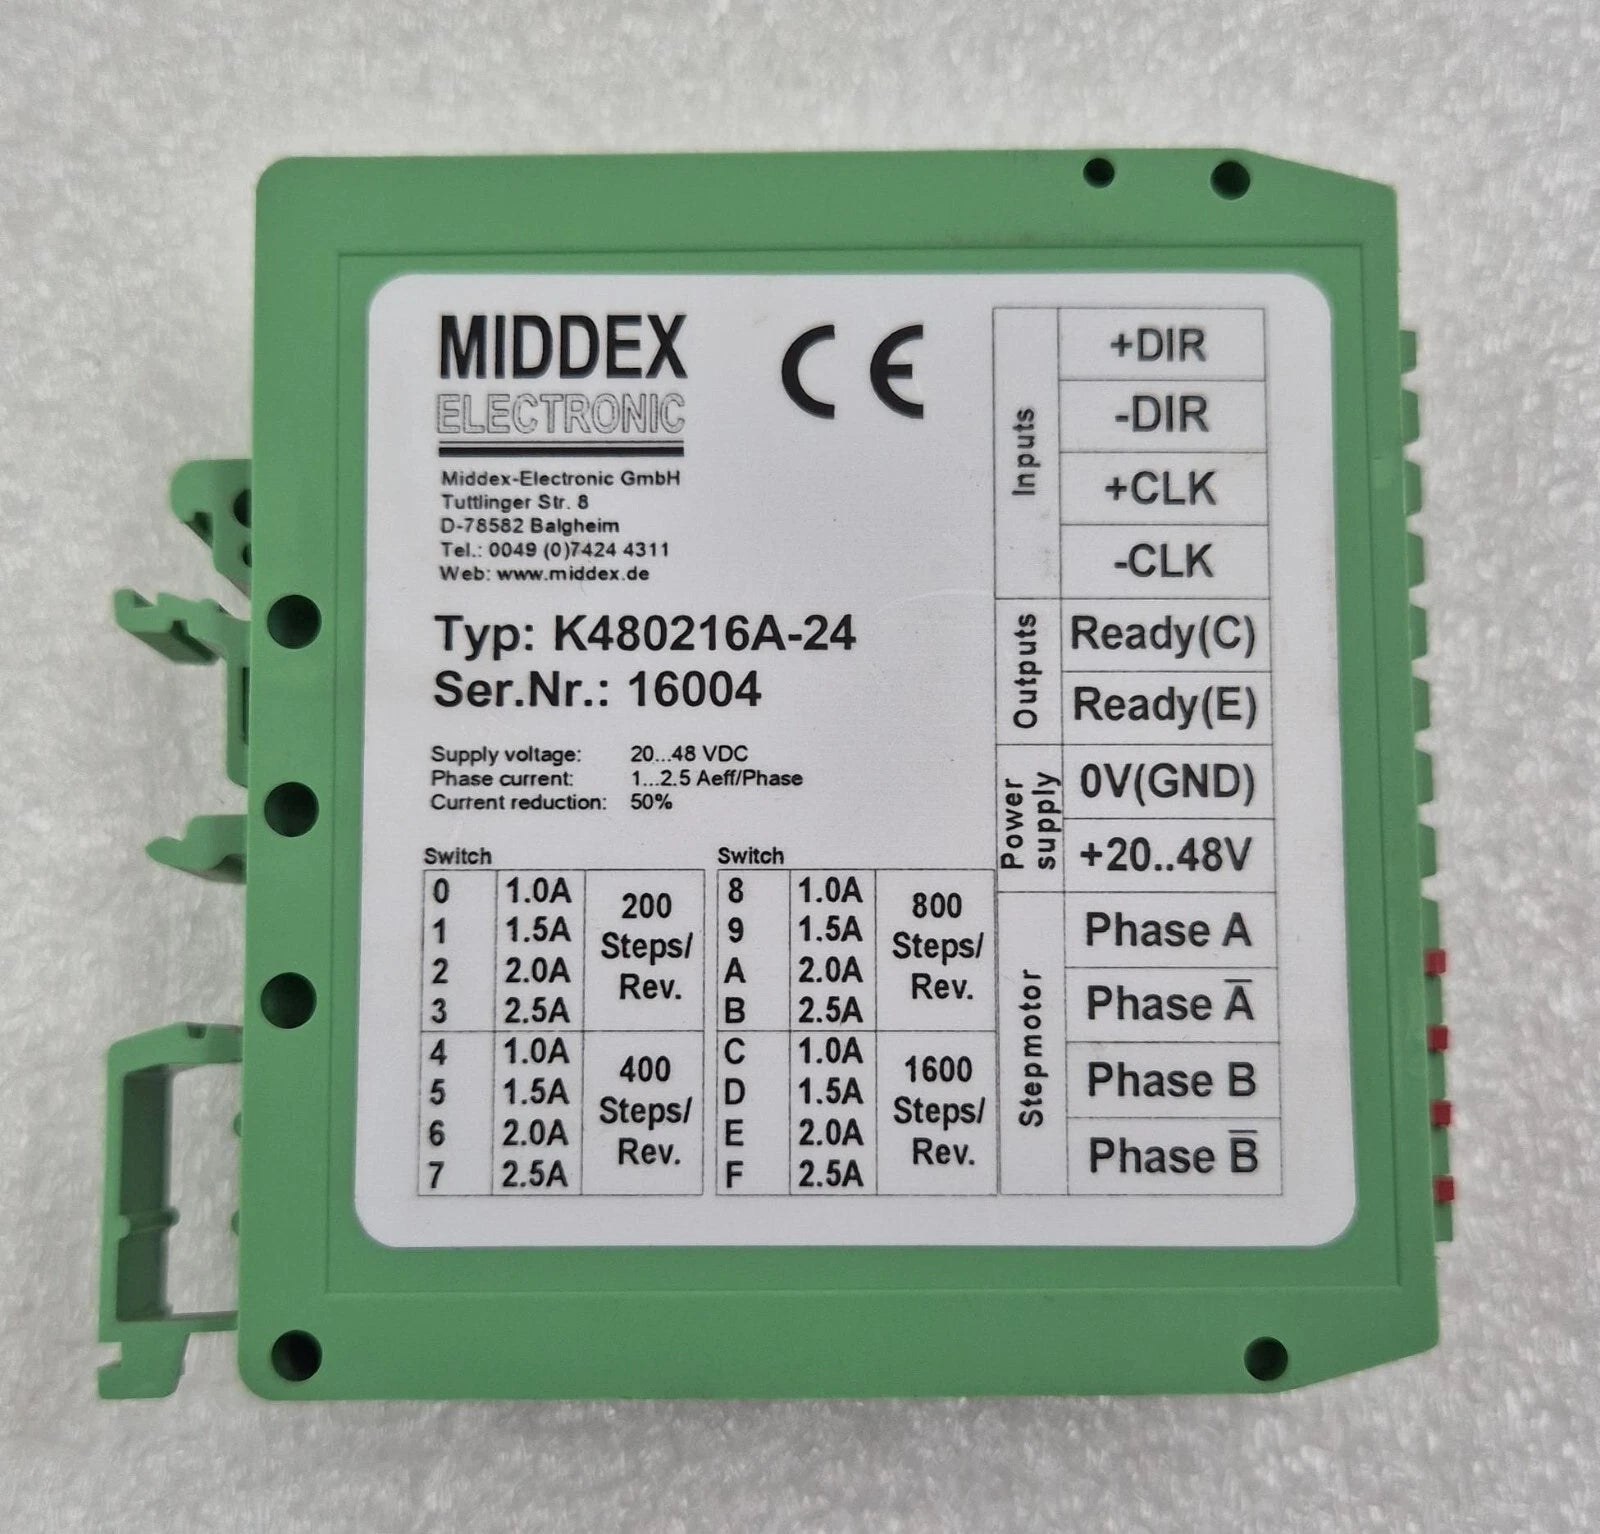 MIDDEX
ELECTRONIC
CE
Middex-Electronic GmbH
Tuttlinger Str. 8
D-78582 Balgheim
Tel.: 0049 (0)7424 4311
Web: www.middex.de
Typ: K480216A-24
Ser.Nr.: 16004
Supply voltage: 20...48 VDC
Phase current: 1...2.5 Aeff/Phase
Current reduction: 50%
Switch
0 1.0A
1 1.5A
2 2.0A
3 2.5A
200
Steps/
Rev.
4 1.0A
5 1.5A
6 2.0A
7 2.5A
400
Steps/
Rev.
Switch
8 1.0A
9 1.5A
A 2.0A
B 2.5A
800
Steps/
Rev.
C 1.0A
D 1.5A
E 2.0A
F 2.5A
1600
Steps/
Rev.
Inputs
+DIR
-DIR
+CLK
-CLK
Outputs
Ready(C)
Ready(E)
Power
supply
0V(GND)
+20..48V
Stepmotor
Phase A
Phase A̅
Phase B
Phase B̅